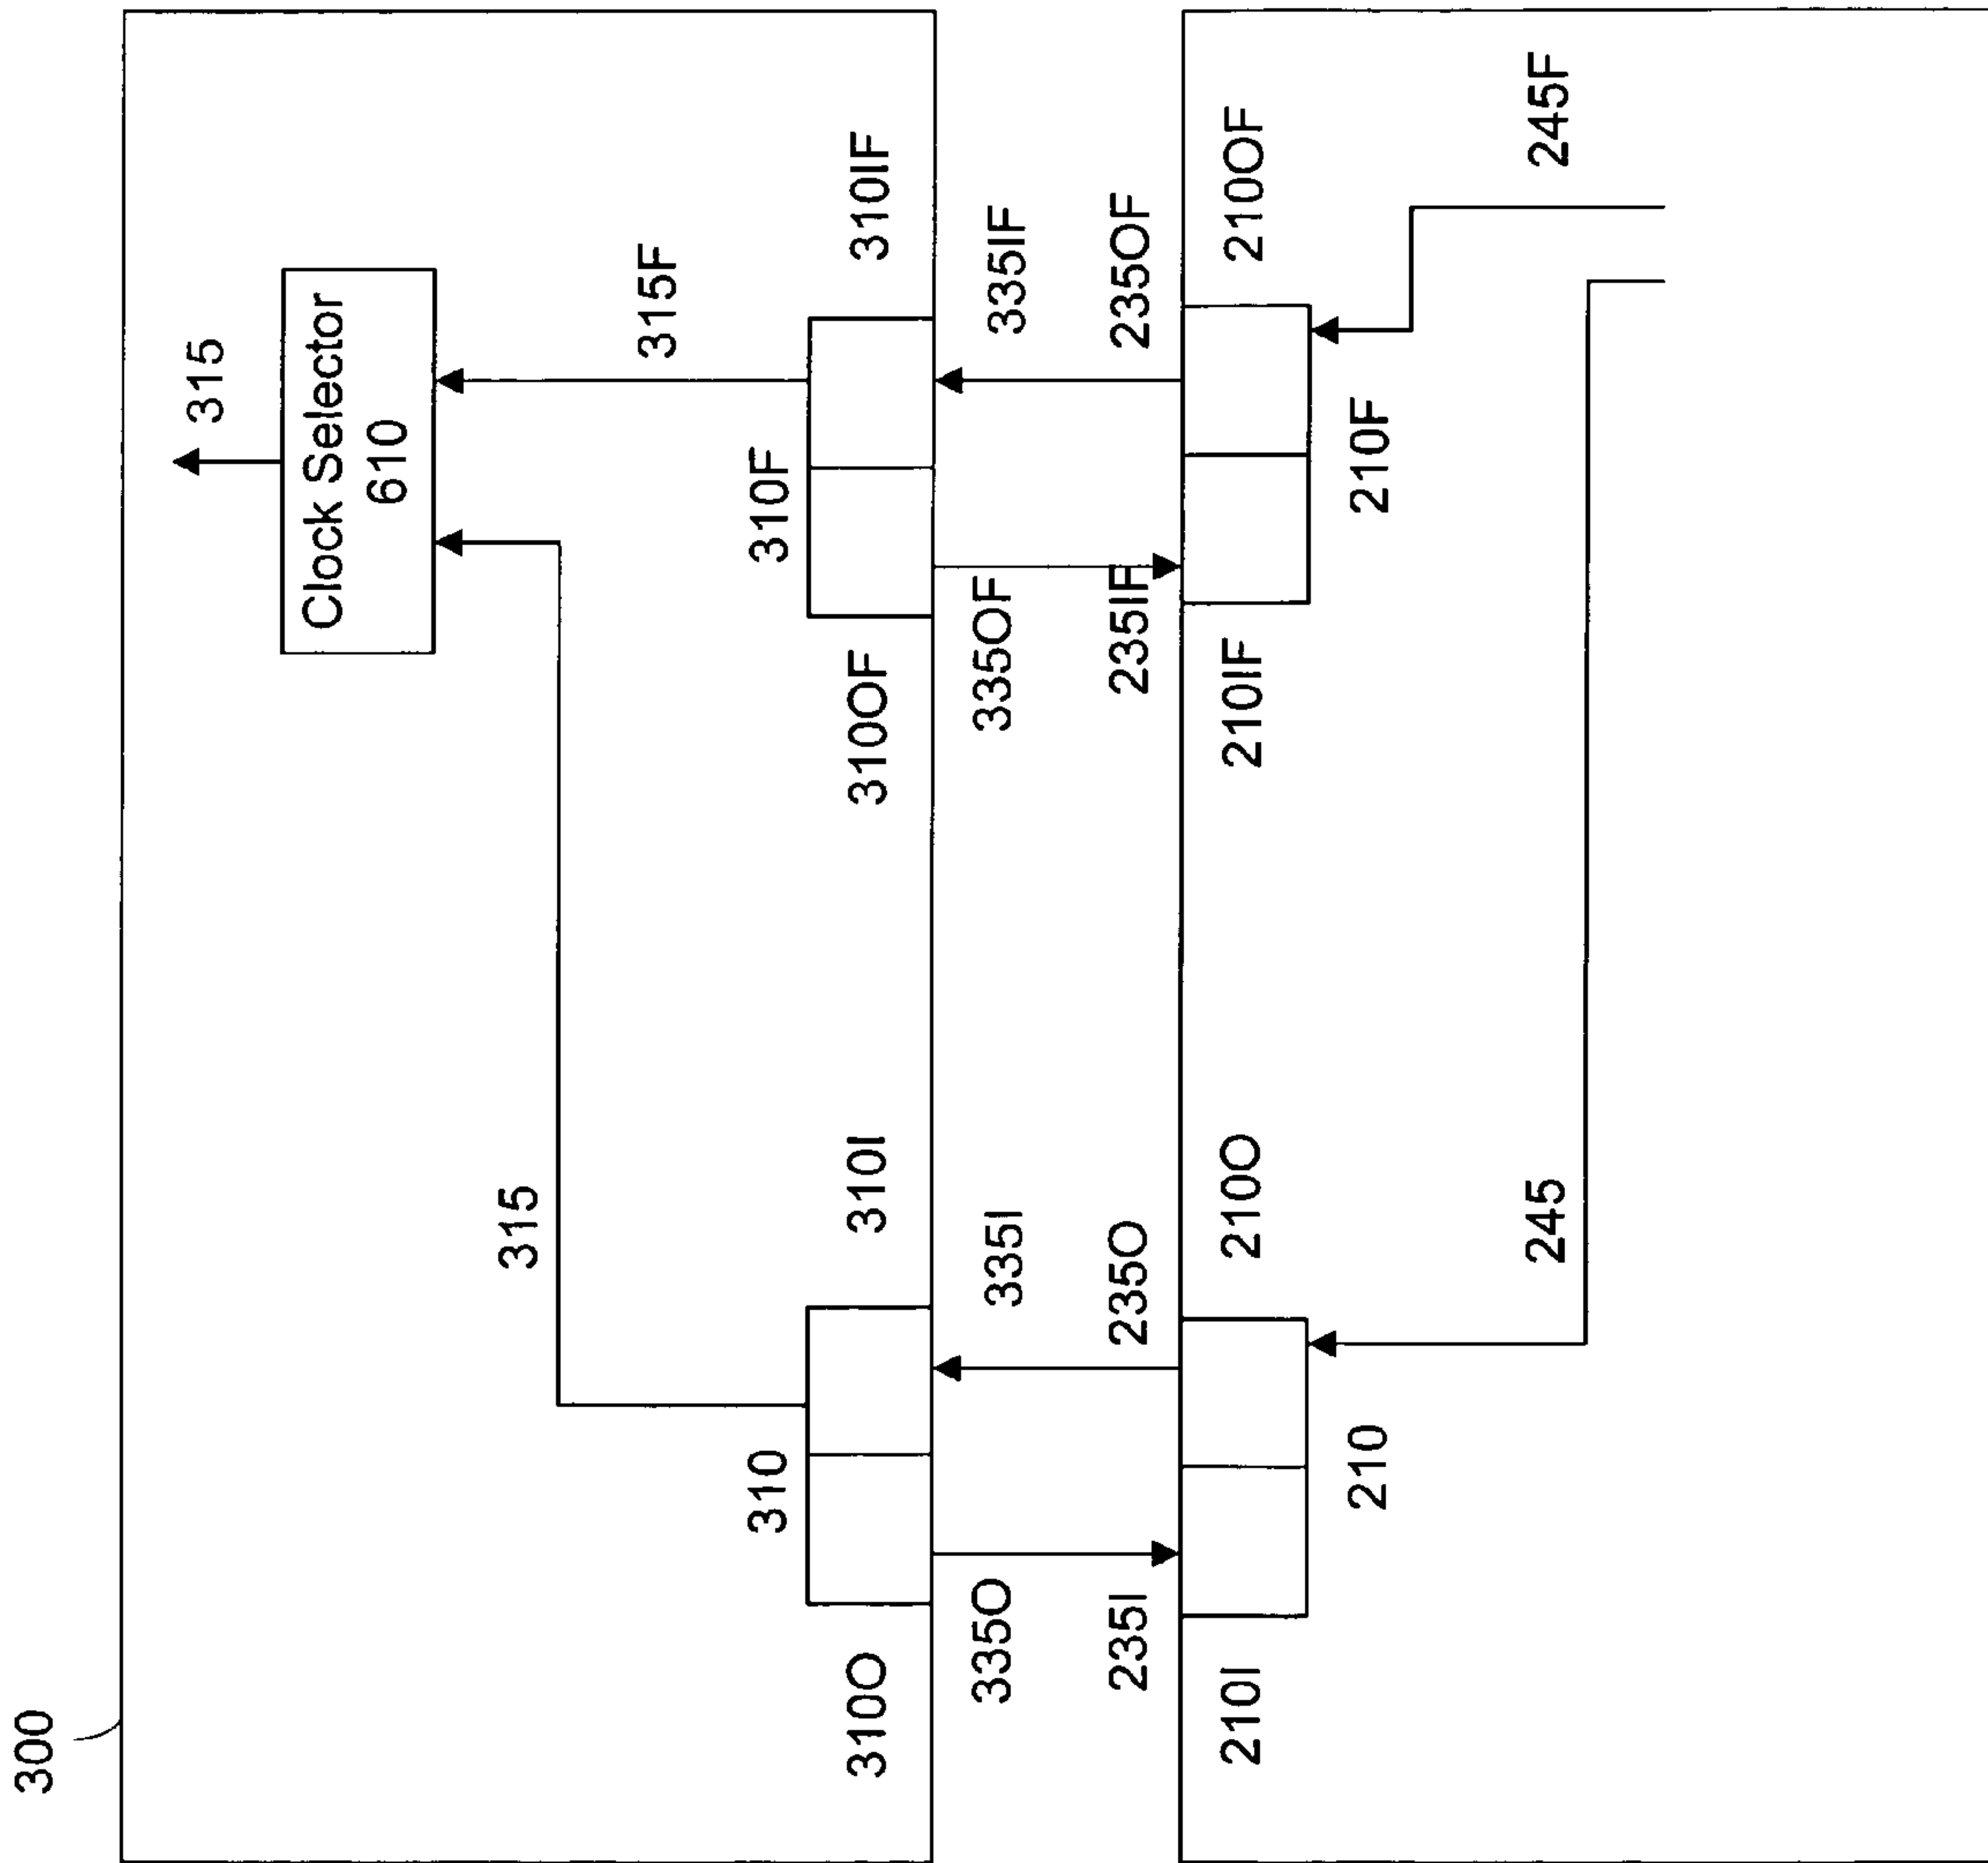 300
315
Clock Selector
610
315
315F
310
310F
310O
310I
310OF
310IF
335O
335I
335OF
335IF
235I
235O
235IF
235OF
210I
210O
210IF
210OF
210
210F
245
245F